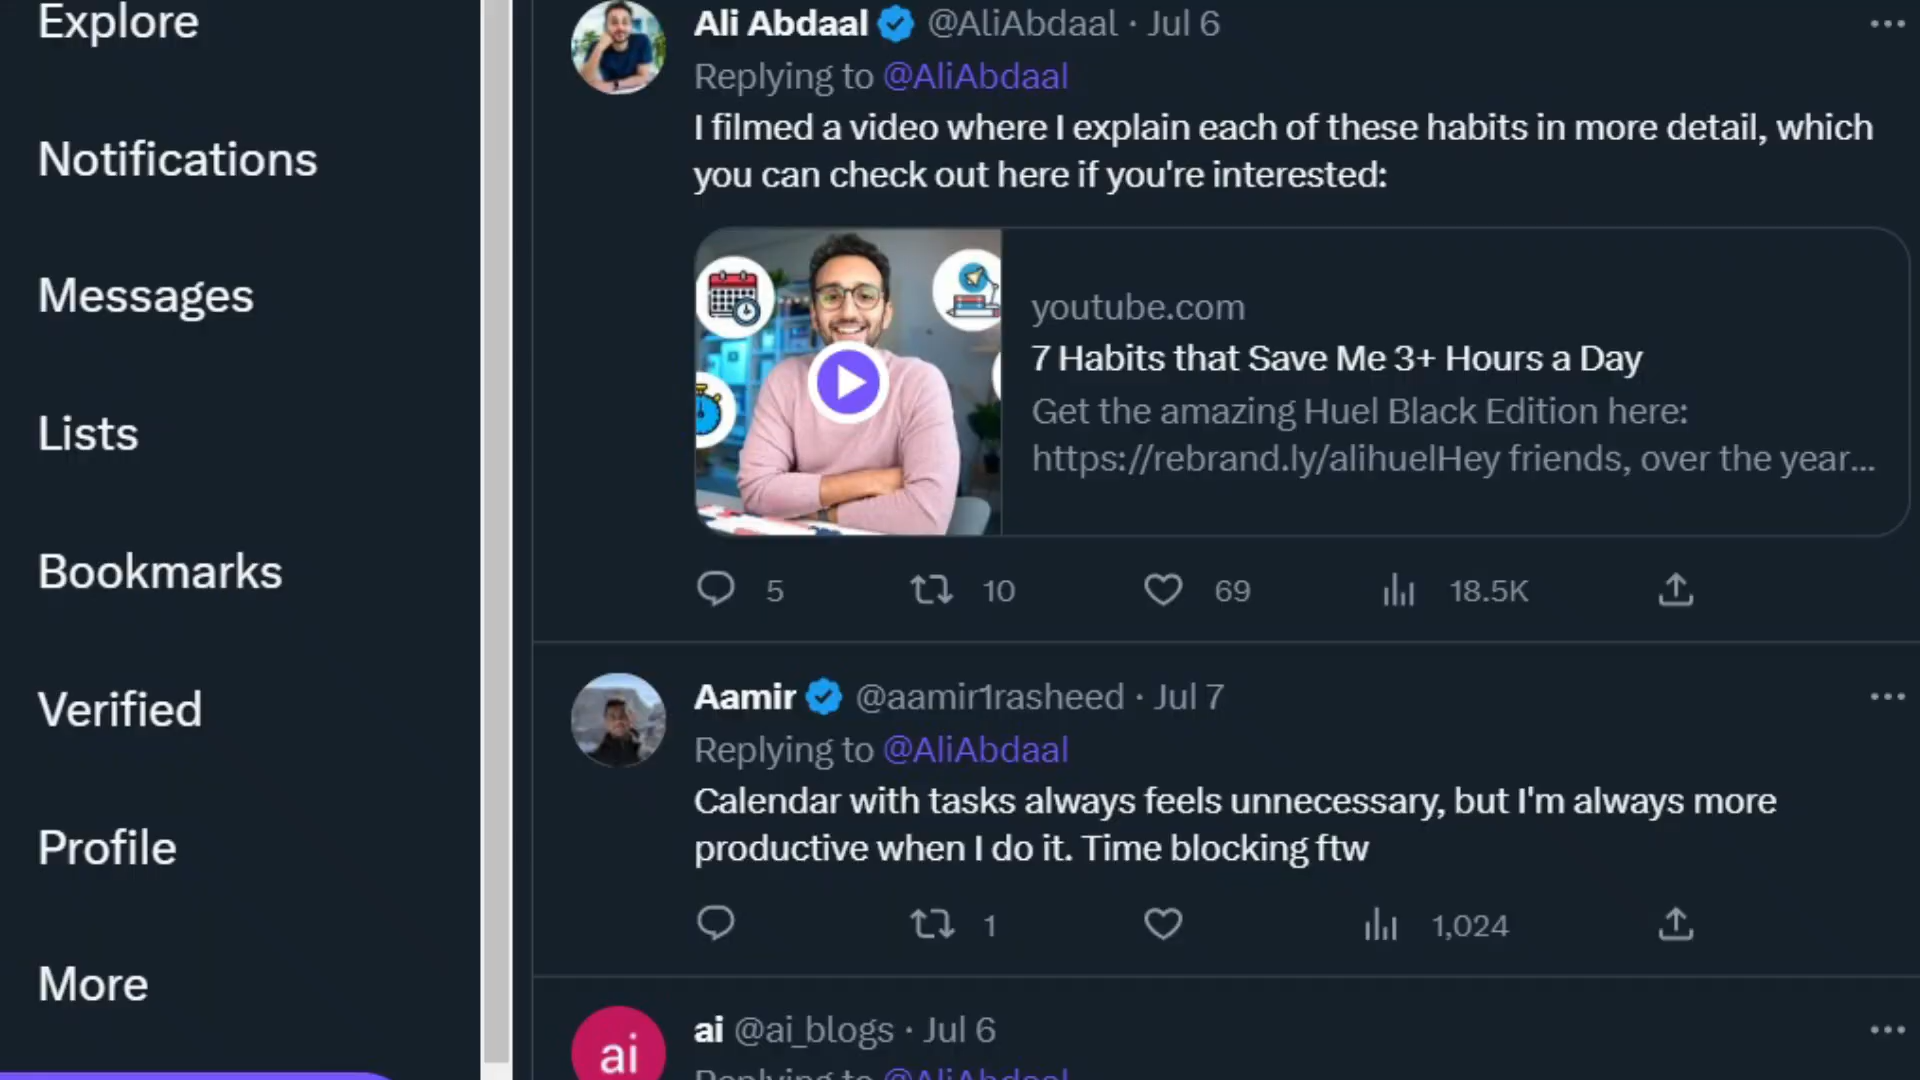 Explore
Notifications
Messages
Lists
Bookmarks
Verified
Profile
More
Ali Abdaal @AliAbdaal · Jul 6
Replying to @AliAbdaal
I filmed a video where I explain each of these habits in more detail, which
you can check out here if you're interested:
youtube.com
7 Habits that Save Me 3+ Hours a Day
Get the amazing Huel Black Edition here:
https://rebrand.ly/alihuelHey friends, over the year...
5 10 69 18.5K
Aamir @aamir1rasheed · Jul 7
Replying to @AliAbdaal
Calendar with tasks always feels unnecessary, but I'm always more
productive when I do it. Time blocking ftw
1 1,024
ai
ai @ai_blogs · Jul 6
Replying to @AliAbdaal